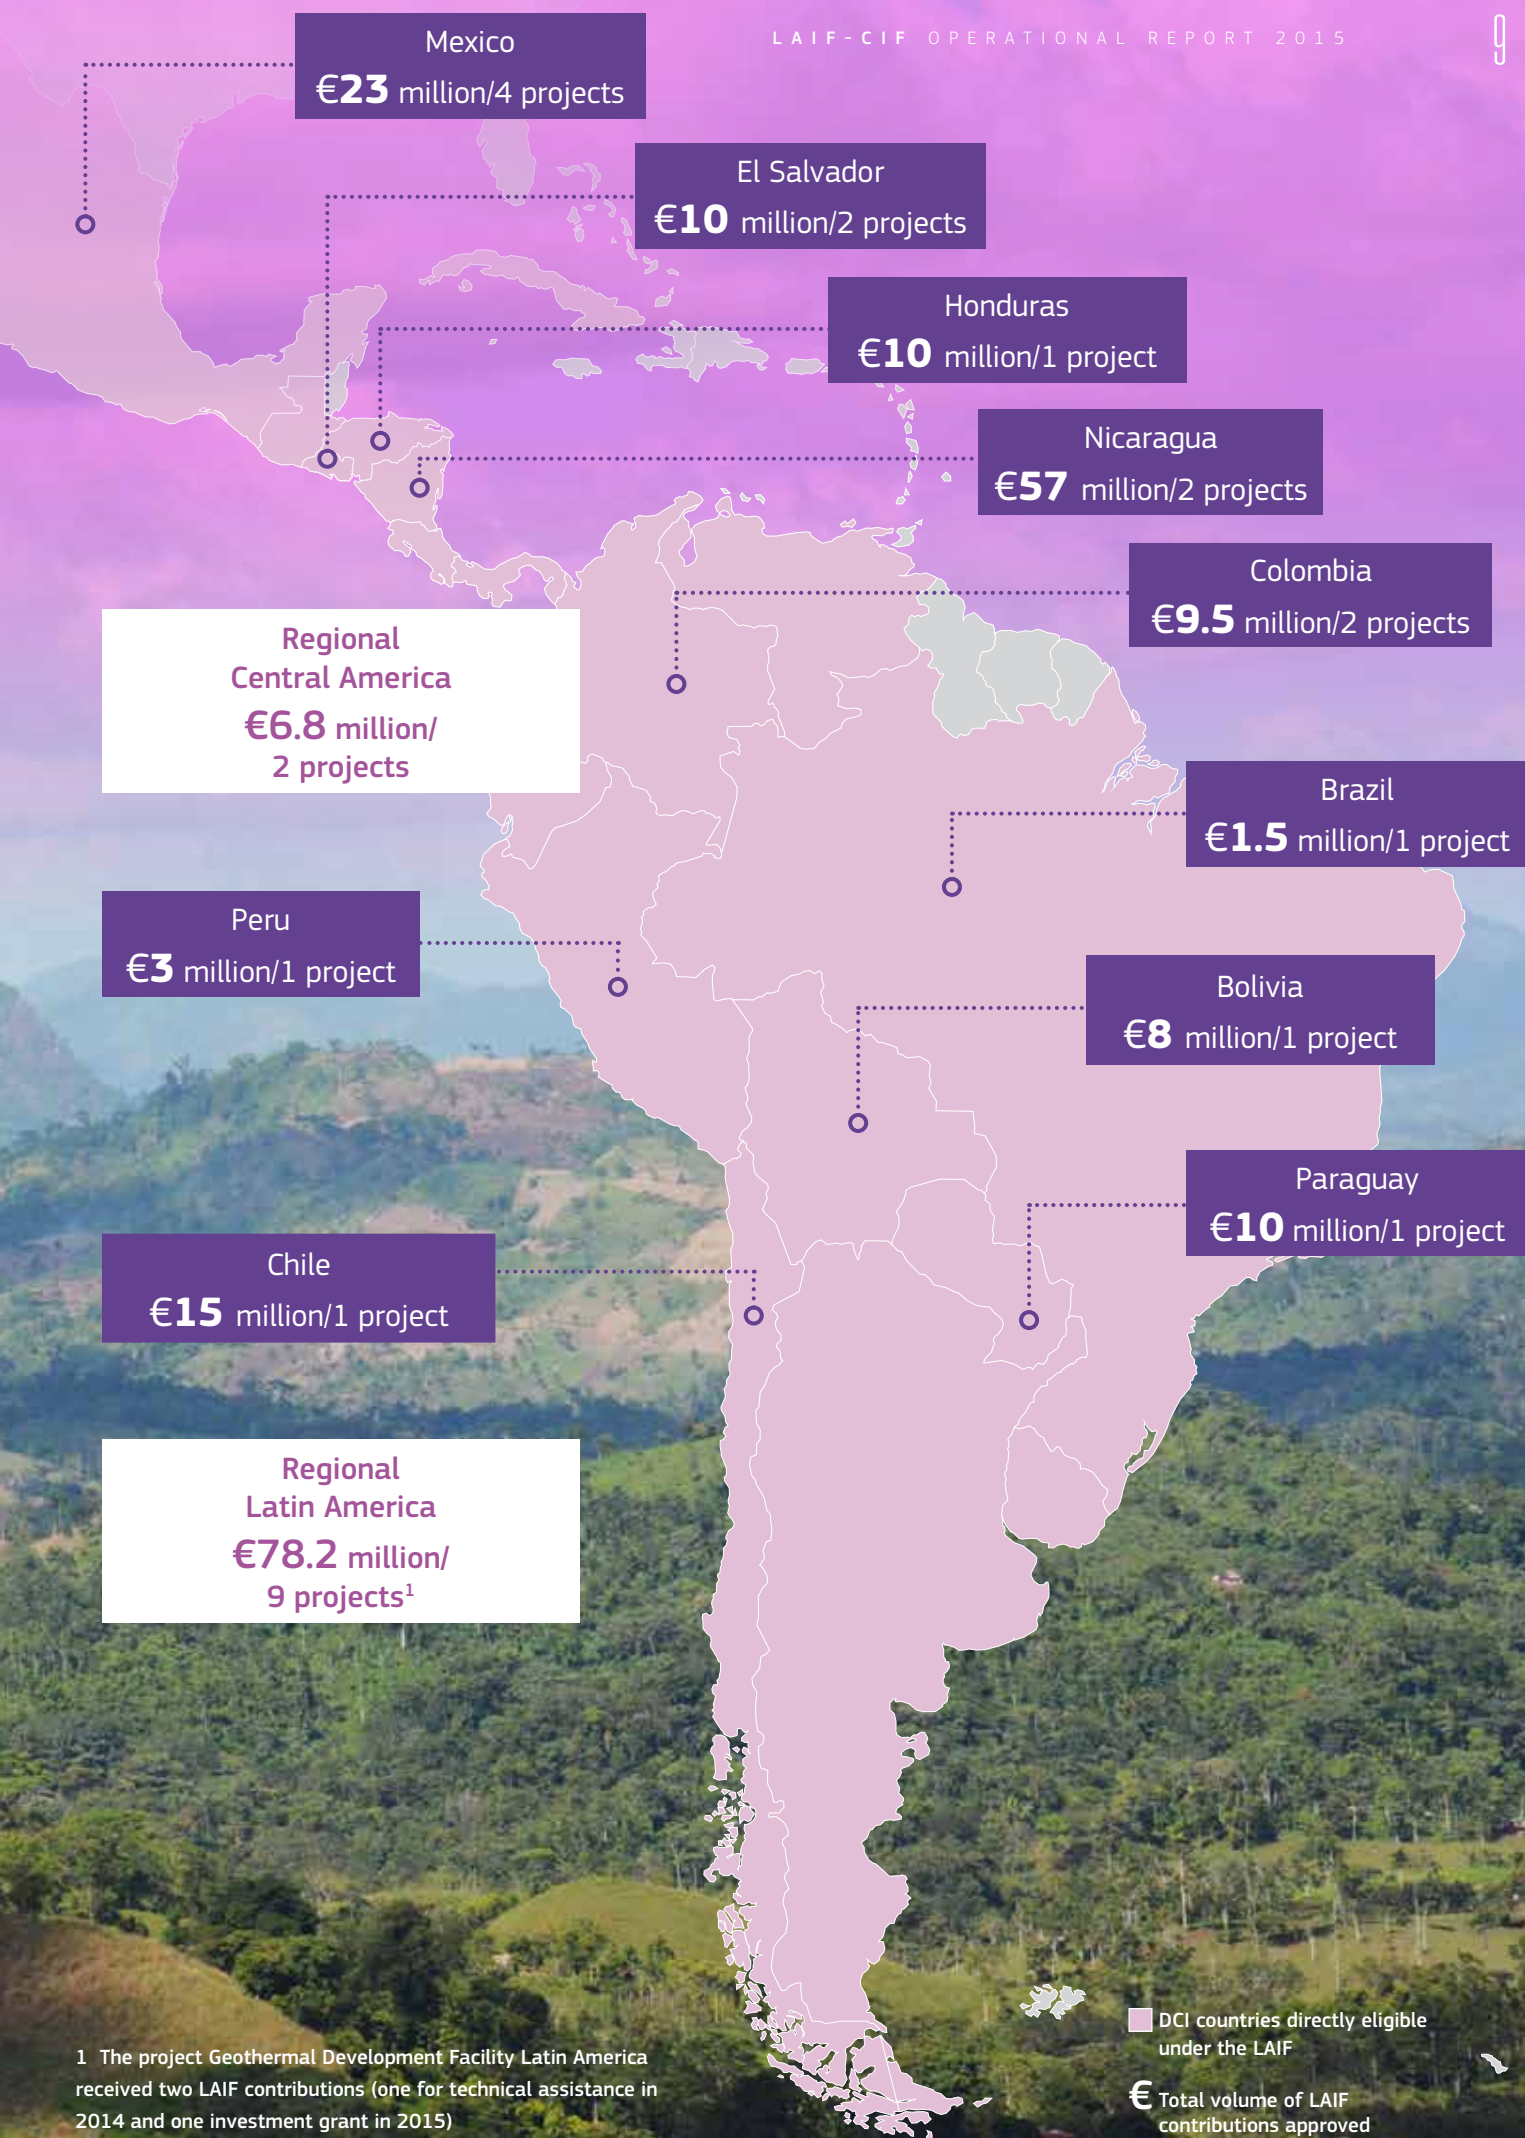 LAIF-CIF OPERATIONAL REPORT 2015
9
Mexico
€23 million/4 projects
El Salvador
€10 million/2 projects
Honduras
€10 million/1 project
Nicaragua
€57 million/2 projects
Colombia
€9.5 million/2 projects
Regional
Central America
€6.8 million/
2 projects
Brazil
€1.5 million/1 project
Peru
€3 million/1 project
Bolivia
€8 million/1 project
Paraguay
€10 million/1 project
Chile
€15 million/1 project
Regional
Latin America
€78.2 million/
9 projects¹
DCI countries directly eligible
under the LAIF
€ Total volume of LAIF
contributions approved
1 The project Geothermal Development Facility Latin America
received two LAIF contributions (one for technical assistance in
2014 and one investment grant in 2015)